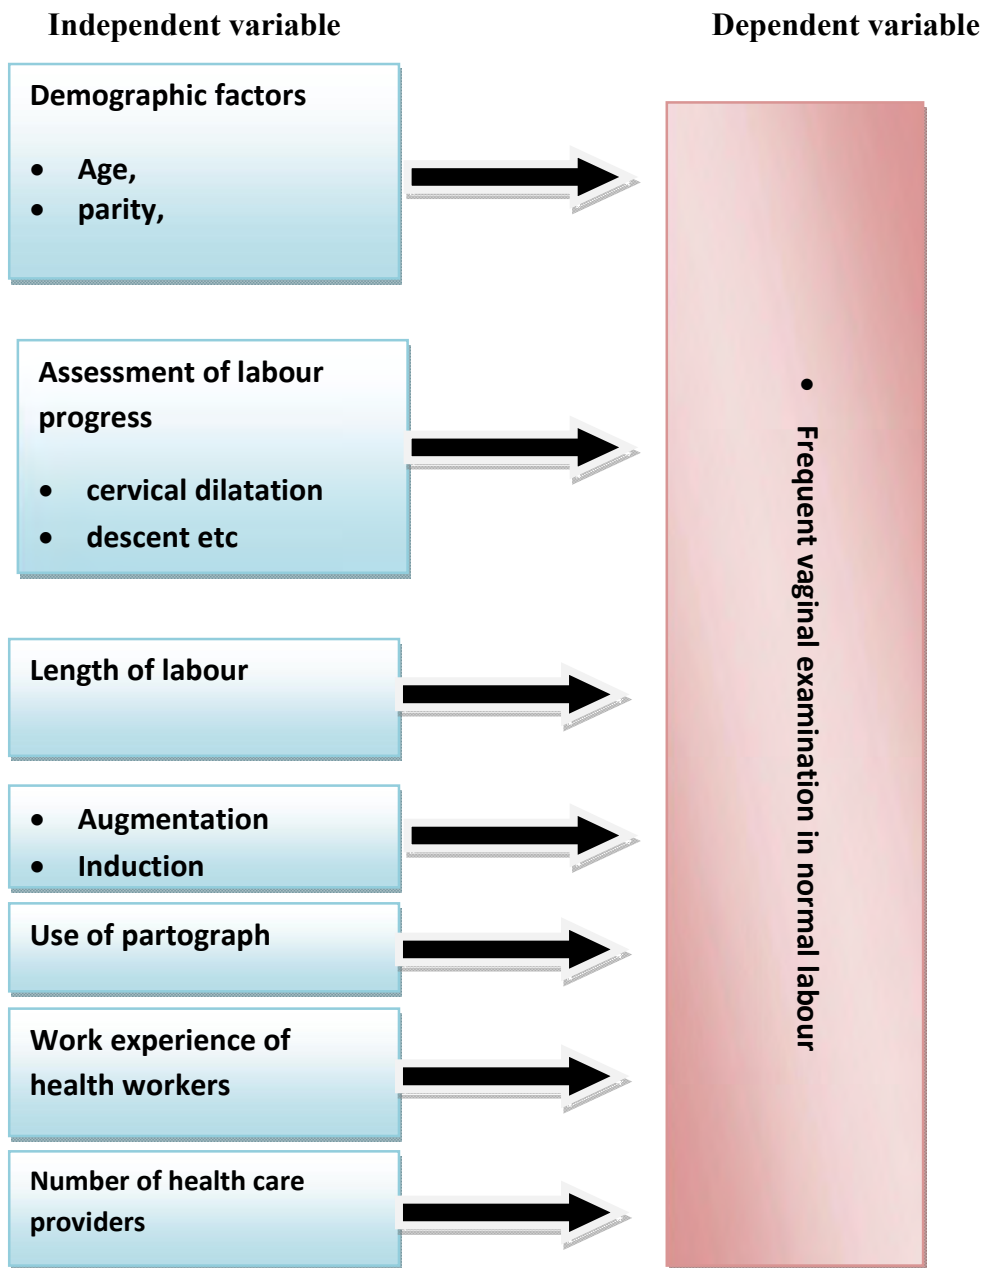 Independent variable
Dependent variable
Demographic factors
• Age,
• parity,
Assessment of labour
progress
• cervical dilatation
• descent etc
Length of labour
• Augmentation
• Induction
Use of partograph
Work experience of
health workers
Number of health care
providers
• Frequent vaginal examination in normal labour